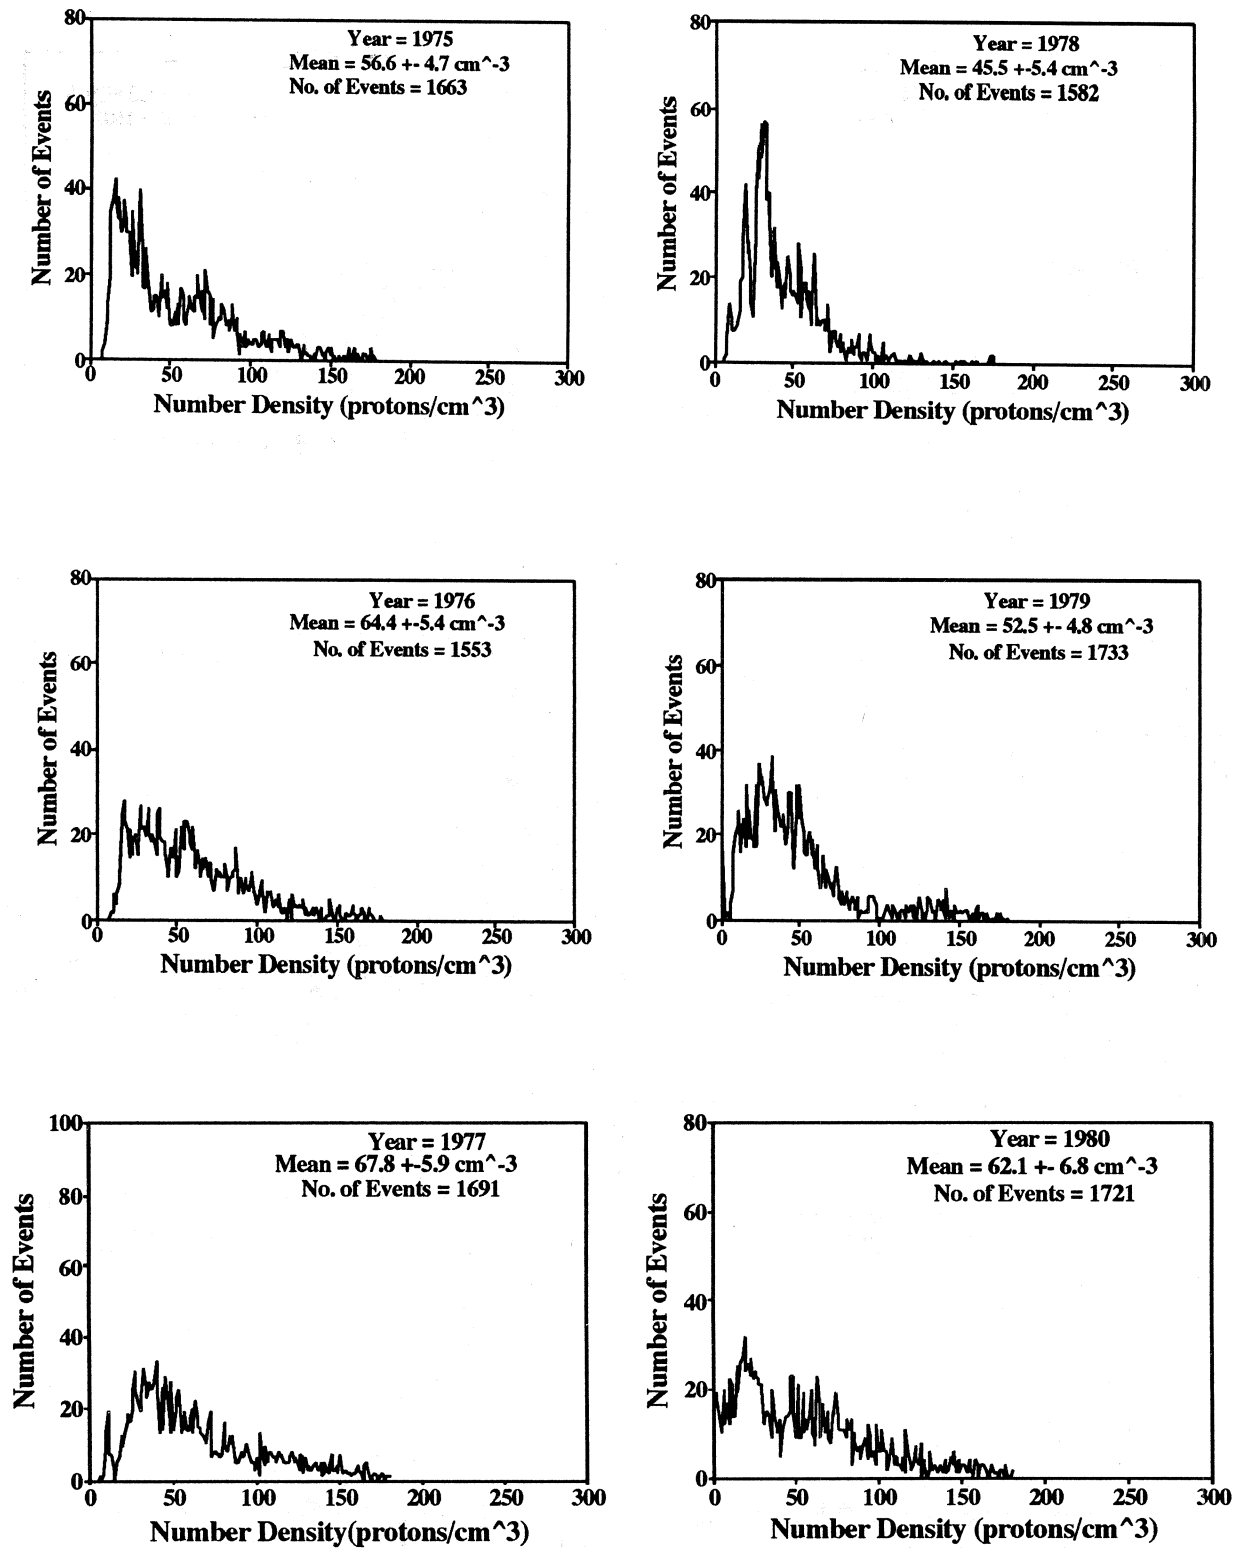 80
Year = 1975
Mean = 56.6 +- 4.7 cm^-3
No. of Events = 1663
60
40
20
0
Number of Events
0 50 100 150 200 250 300
Number Density (protons/cm^3)
80
Year = 1978
Mean = 45.5 +-5.4 cm^-3
No. of Events = 1582
60
40
20
0
Number of Events
0 50 100 150 200 250 300
Number Density (protons/cm^3)
80
Year = 1976
Mean = 64.4 +-5.4 cm^-3
No. of Events = 1553
60
40
20
0
Number of Events
0 50 100 150 200 250 300
Number Density (protons/cm^3)
80
Year = 1979
Mean = 52.5 +- 4.8 cm^-3
No. of Events = 1733
60
40
20
0
Number of Events
0 50 100 150 200 250 300
Number Density (protons/cm^3)
100
Year = 1977
Mean = 67.8 +-5.9 cm^-3
No. of Events = 1691
80
60
40
20
0
Number of Events
0 50 100 150 200 250 300
Number Density(protons/cm^3)
80
Year = 1980
Mean = 62.1 +- 6.8 cm^-3
No. of Events = 1721
60
40
20
0
Number of Events
0 50 100 150 200 250 300
Number Density (protons/cm^3)